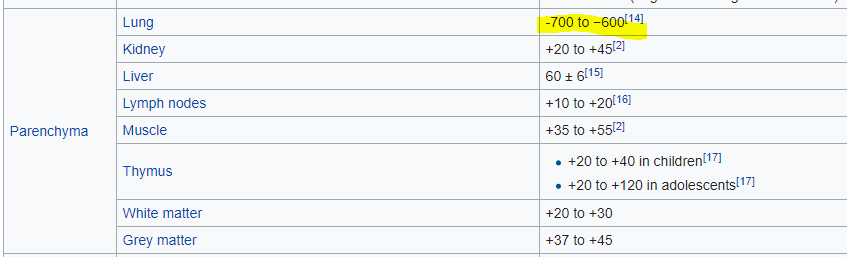 Lung -700 to −600[14]
Kidney +20 to +45[2]
Liver 60 ± 6[15]
Lymph nodes +10 to +20[16]
Parenchyma Muscle +35 to +55[2]
Thymus
• +20 to +40 in children[17]
• +20 to +120 in adolescents[17]
White matter +20 to +30
Grey matter +37 to +45